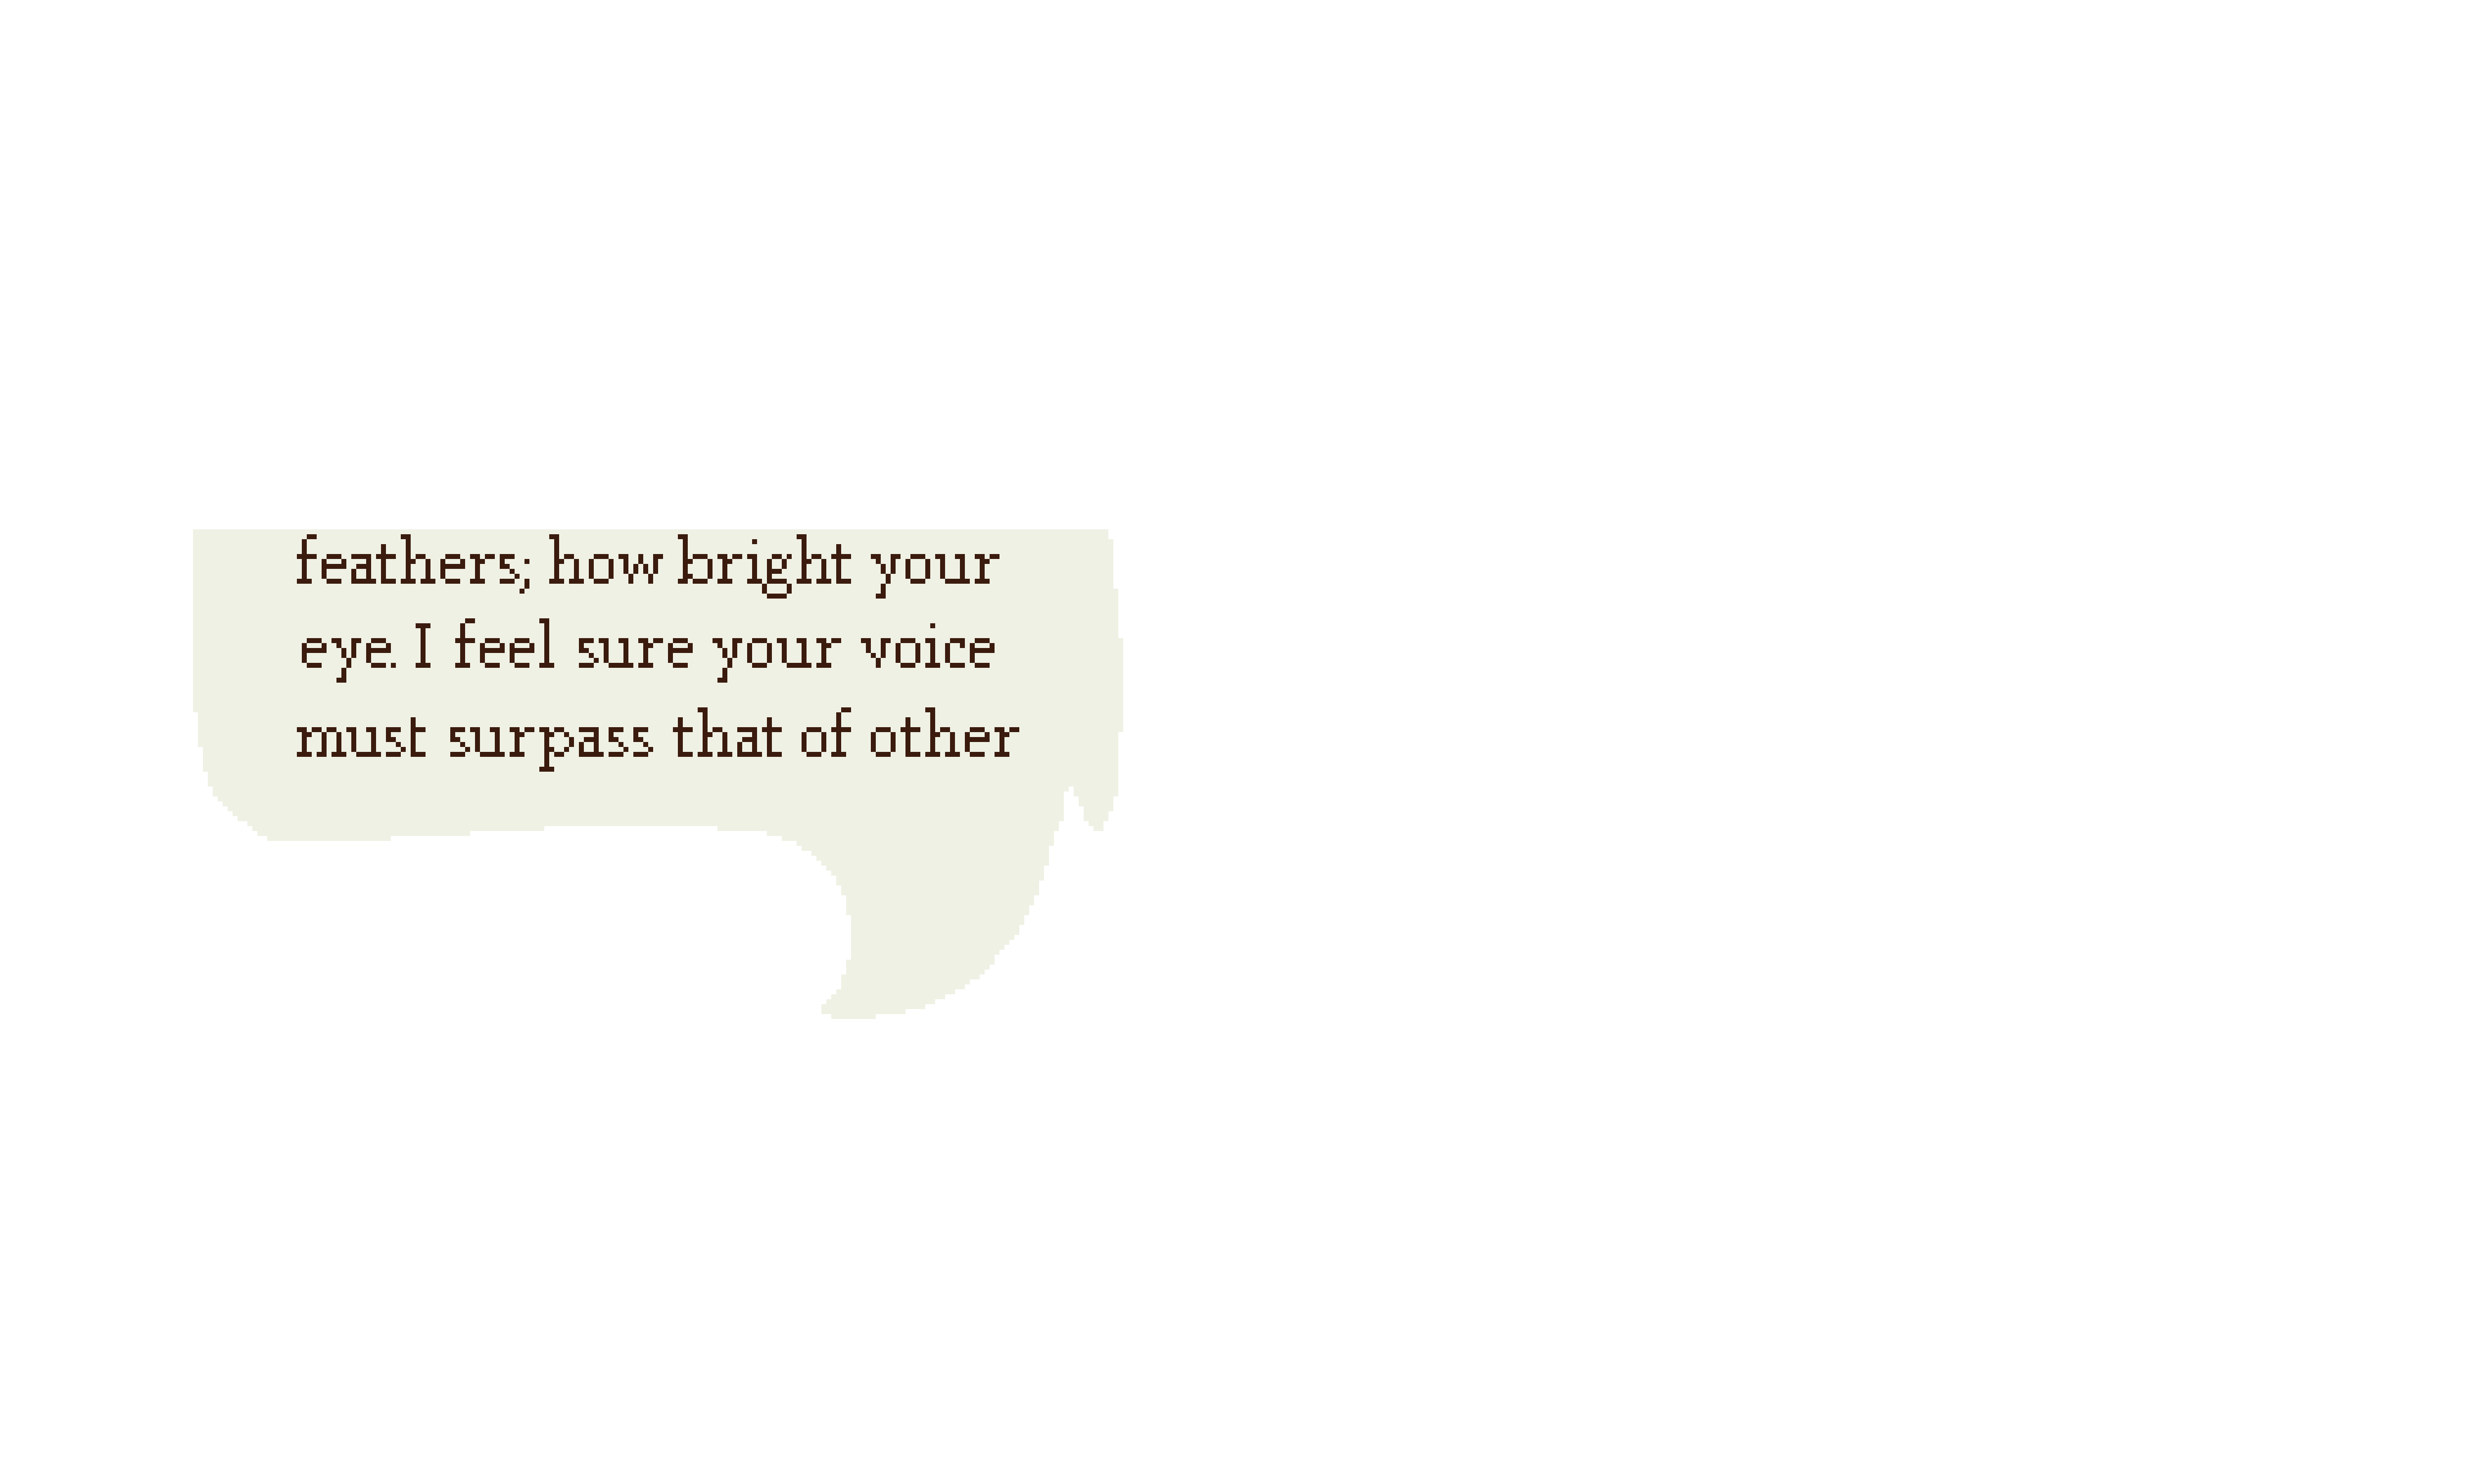 feathers; how bright your
eye. I feel sure your voice
must surpass that of other